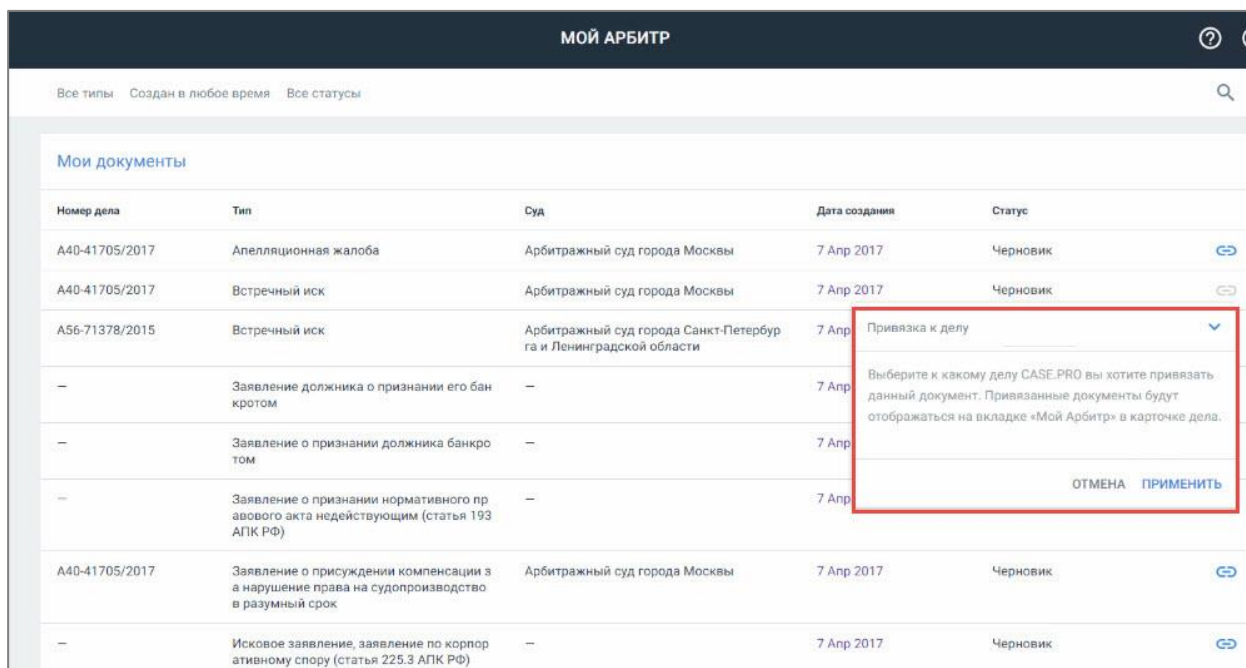 МОЙ АРБИТР
Все типы Создан в любое время Все статусы
Мои документы
Номер дела Тип Суд Дата создания Статус
А40-41705/2017 Апелляционная жалоба Арбитражный суд города Москвы 7 Апр 2017 Черновик
А40-41705/2017 Встречный иск Арбитражный суд города Москвы 7 Апр 2017 Черновик
А56-71378/2015 Встречный иск Арбитражный суд города Санкт-Петербур 7 Апр
га и Ленинградской области
Привязка к делу
Выберите к какому делу CASE.PRO вы хотите привязать
данный документ. Привязанные документы будут
отображаться на вкладке «Мой Арбитр» в карточке дела.
ОТМЕНА ПРИМЕНИТЬ
— Заявление должника о признании его бан — 7 Апр
кротом
— Заявление о признании должника банкро — 7 Апр
том
— Заявление о признании нормативного пр — 7 Апр
авового акта недействующим (статья 193
АПК РФ)
А40-41705/2017 Заявление о присуждении компенсации з Арбитражный суд города Москвы 7 Апр 2017 Черновик
а нарушение права на судопроизводство
в разумный срок
— Исковое заявление, заявление по корпор — 7 Апр 2017 Черновик
ативному спору (статья 225.3 АПК РФ)